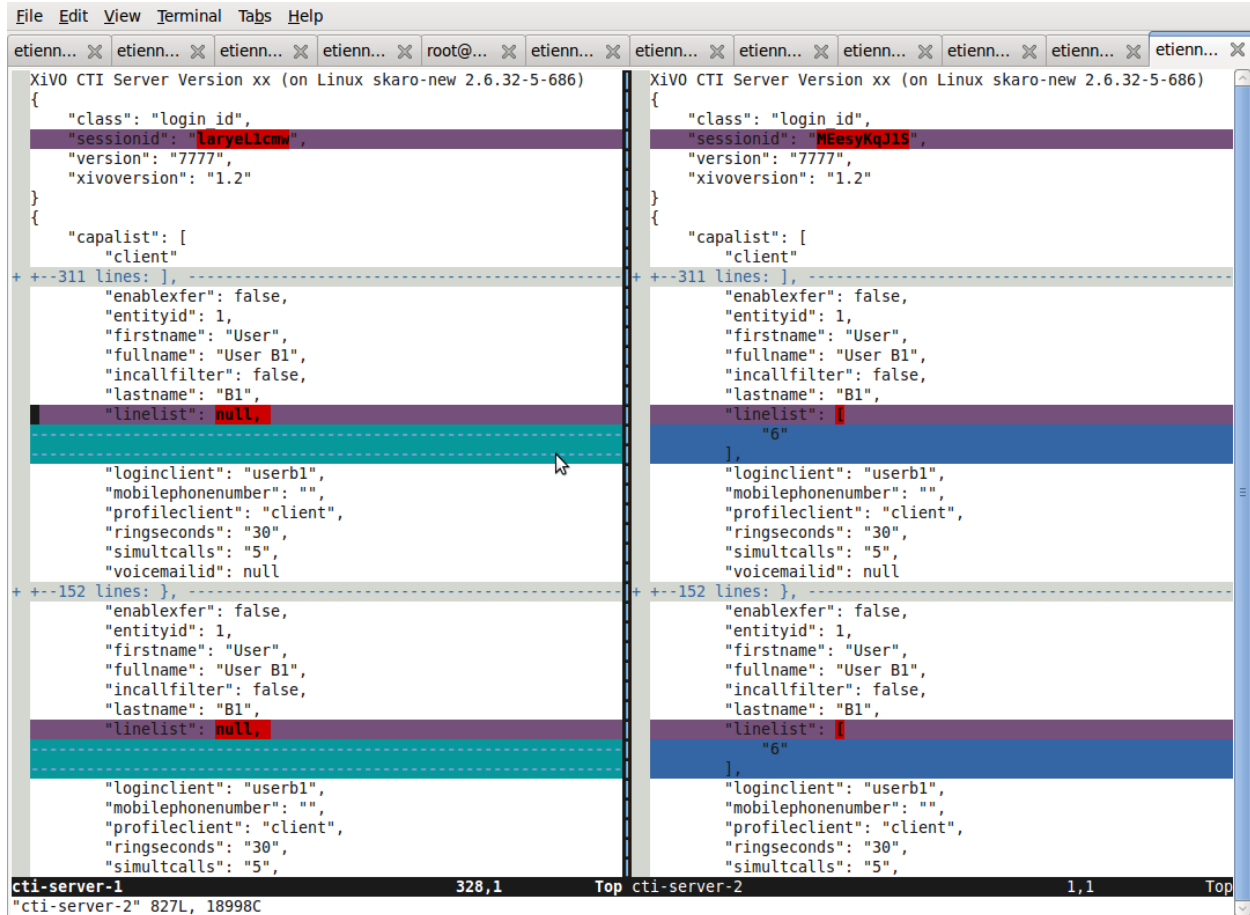 File Edit View Terminal Tabs Help
etienn... etienn... etienn... etienn... root@... etienn... etienn... etienn... etienn... etienn... etienn... etienn...
XiVO CTI Server Version xx (on Linux skaro-new 2.6.32-5-686)
{
"class": "login_id",
"sessionid": "laryeL1cmw",
"version": "7777",
"xivoversion": "1.2"
}
{
"capalist": [
"client"
+ +--311 lines: ], ------------------------------------------------
"enablexfer": false,
"entityid": 1,
"firstname": "User",
"fullname": "User B1",
"incallfilter": false,
"lastname": "B1",
"linelist": null,
"loginclient": "userb1",
"mobilephonenumber": "",
"profileclient": "client",
"ringseconds": "30",
"simultcalls": "5",
"voicemailid": null
+ +--152 lines: }, ------------------------------------------------
"enablexfer": false,
"entityid": 1,
"firstname": "User",
"fullname": "User B1",
"incallfilter": false,
"lastname": "B1",
"linelist": null,
"loginclient": "userb1",
"mobilephonenumber": "",
"profileclient": "client",
"ringseconds": "30",
"simultcalls": "5",
cti-server-1 328,1 Top
XiVO CTI Server Version xx (on Linux skaro-new 2.6.32-5-686)
{
"class": "login_id",
"sessionid": "MEesyKqJ1S",
"version": "7777",
"xivoversion": "1.2"
}
{
"capalist": [
"client"
+ +--311 lines: ], ------------------------------------------------
"enablexfer": false,
"entityid": 1,
"firstname": "User",
"fullname": "User B1",
"incallfilter": false,
"lastname": "B1",
"linelist": [
"6"
],
"loginclient": "userb1",
"mobilephonenumber": "",
"profileclient": "client",
"ringseconds": "30",
"simultcalls": "5",
"voicemailid": null
+ +--152 lines: }, ------------------------------------------------
"enablexfer": false,
"entityid": 1,
"firstname": "User",
"fullname": "User B1",
"incallfilter": false,
"lastname": "B1",
"linelist": [
"6"
],
"loginclient": "userb1",
"mobilephonenumber": "",
"profileclient": "client",
"ringseconds": "30",
"simultcalls": "5",
cti-server-2 1,1 Top
"cti-server-2" 827L, 18998C